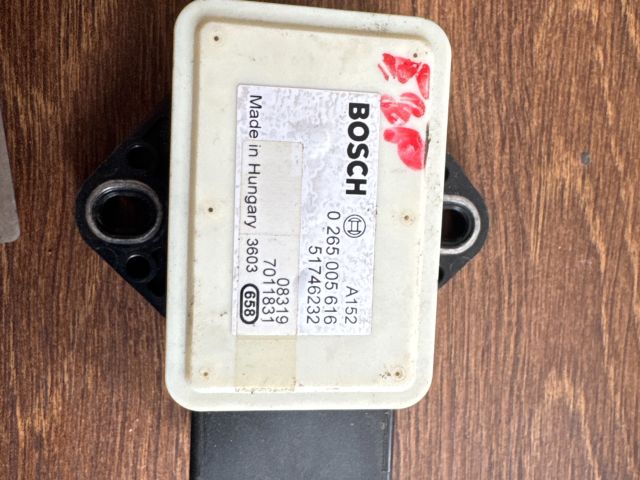 BOSCH
A152
0 265 005 616
51746232
08319
7011831
Made in Hungary 3603 658